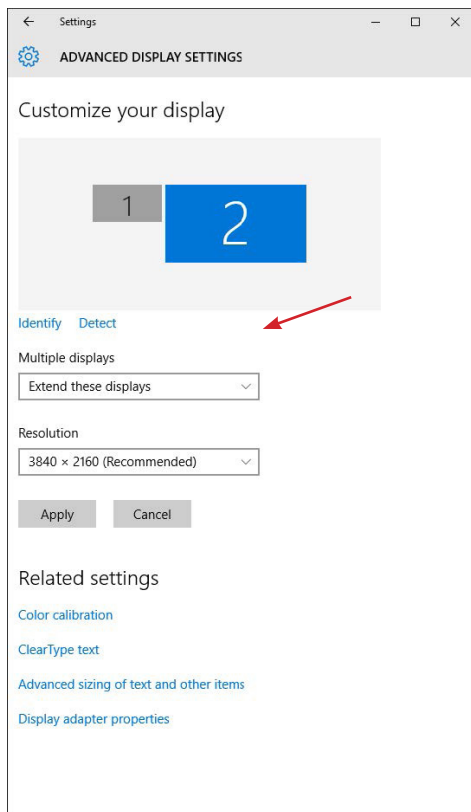 Settings
ADVANCED DISPLAY SETTINGS
Customize your display
1
2
Identify Detect
Multiple displays
Extend these displays
Resolution
3840 × 2160 (Recommended)
Apply Cancel
Related settings
Color calibration
ClearType text
Advanced sizing of text and other items
Display adapter properties